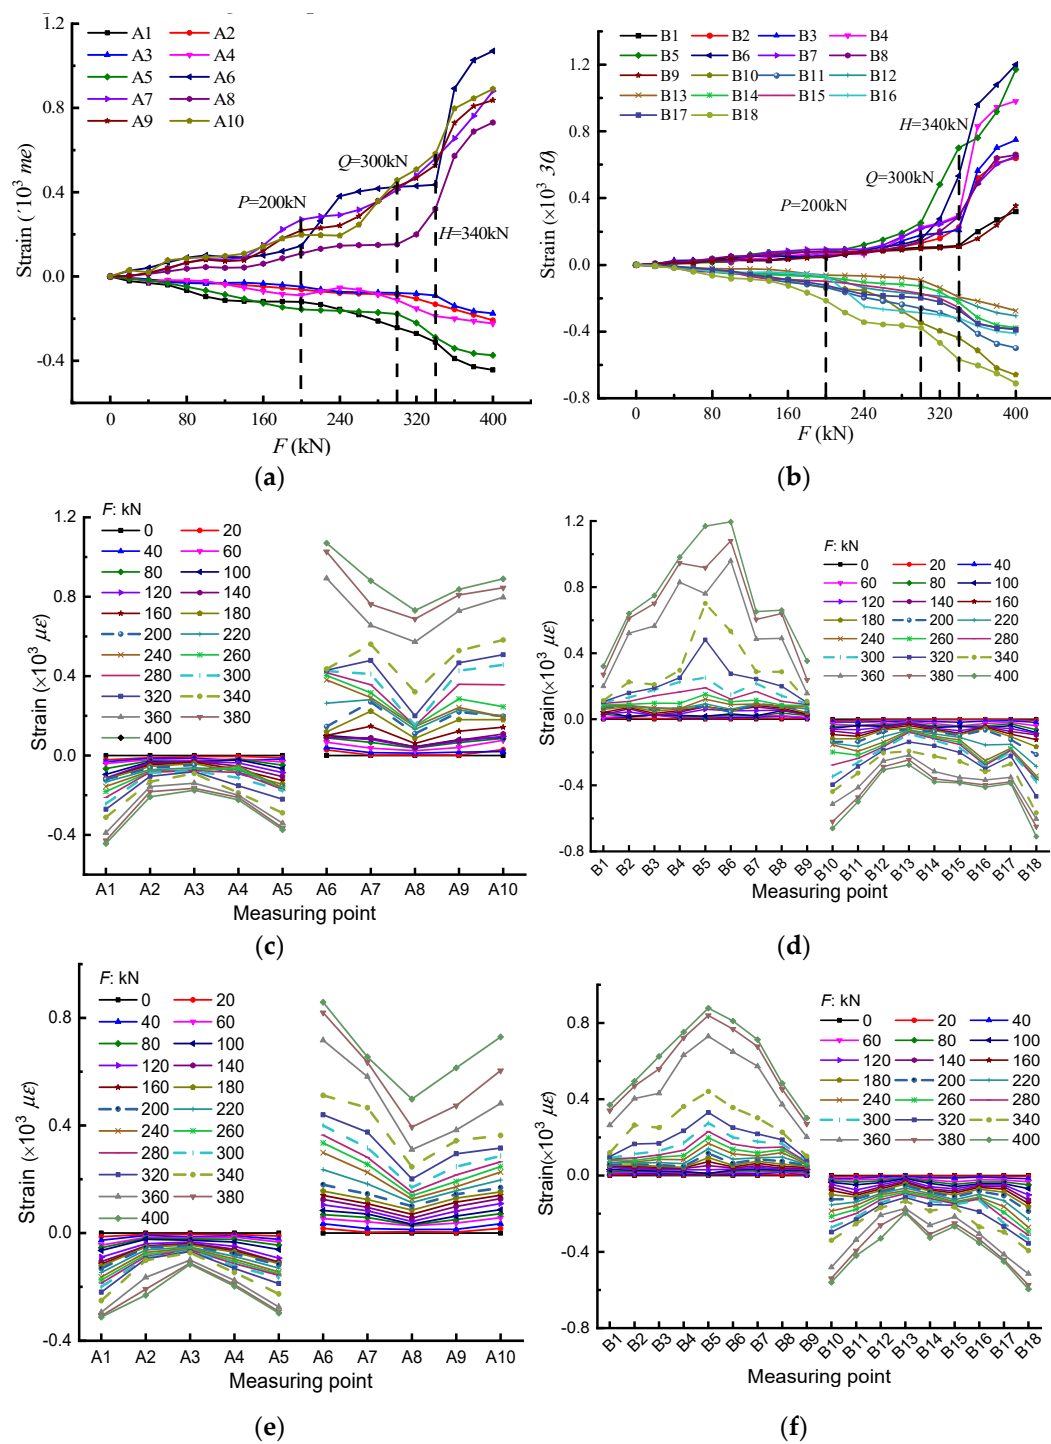 1.2
0.8
0.4
0.0
-0.4
Strain (´10³ me)
A1 A2
A3 A4
A5 A6
A7 A8
A9 A10
P=200kN
Q=300kN
H=340kN
0 80 160 240 320 400
F (kN)
(a)
1.2
0.8
0.4
0.0
-0.4
-0.8
Strain (×10³ 30)
B1 B2 B3 B4
B5 B6 B7 B8
B9 B10 B11 B12
B13 B14 B15 B16
B17 B18
H=340kN
Q=300kN
P=200kN
0 80 160 240 320 400
F (kN)
(b)
F: kN
0 20
40 60
80 100
120 140
160 180
200 220
240 260
280 300
320 340
360 380
400
1.2
0.8
0.4
0.0
-0.4
Strain (×10³ με)
A1 A2 A3 A4 A5 A6 A7 A8 A9 A10
Measuring point
(c)
1.2
0.8
0.4
0.0
-0.4
-0.8
Strain(×10³ με)
F: kN
0 20 40
60 80 100
120 140 160
180 200 220
240 260 280
300 320 340
360 380 400
B1 B2 B3 B4 B5 B6 B7 B8 B9 B10 B11 B12 B13 B14 B15 B16 B17 B18
Measuring point
(d)
F: kN
0 20
40 60
80 100
120 140
160 180
200 220
240 260
280 300
320 340
360 380
400
0.8
0.4
0.0
-0.4
Strain (×10³ με)
A1 A2 A3 A4 A5 A6 A7 A8 A9 A10
Measuring point
(e)
0.8
0.4
0.0
-0.4
-0.8
Strain(×10³ με)
F: kN
0 20 40
60 80 100
120 140 160
180 200 220
240 260 280
300 320 340
360 380 400
B1 B2 B3 B4 B5 B6 B7 B8 B9 B10 B11 B12 B13 B14 B15 B16 B17 B18
Measuring point
(f)